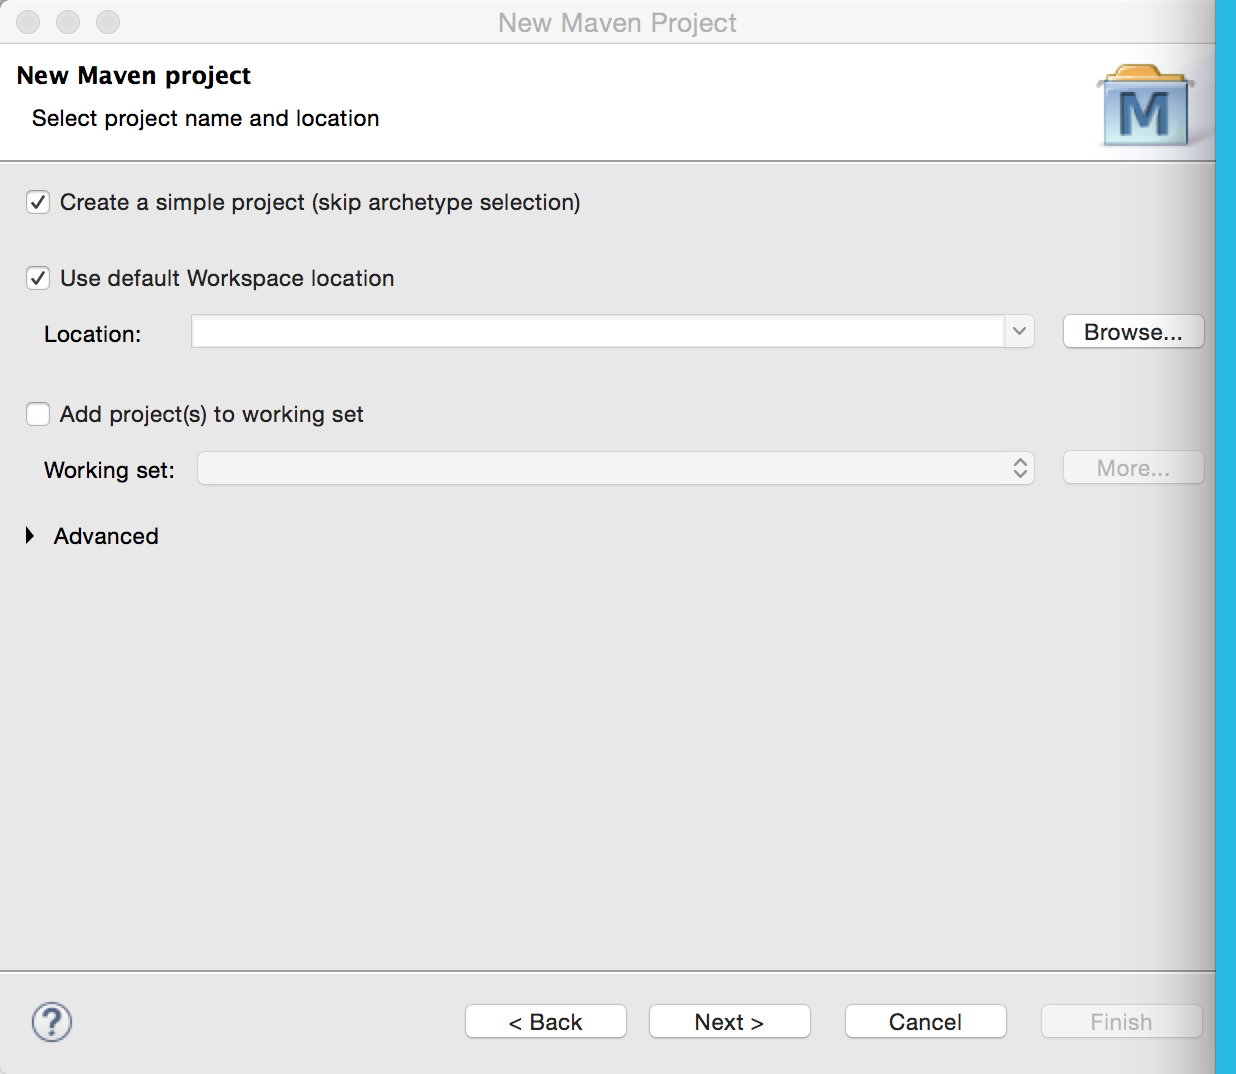 New Maven Project
New Maven project
Select project name and location
M
Create a simple project (skip archetype selection)
Use default Workspace location
Location:
Browse...
Add project(s) to working set
Working set:
More...
Advanced
?
< Back
Next >
Cancel
Finish